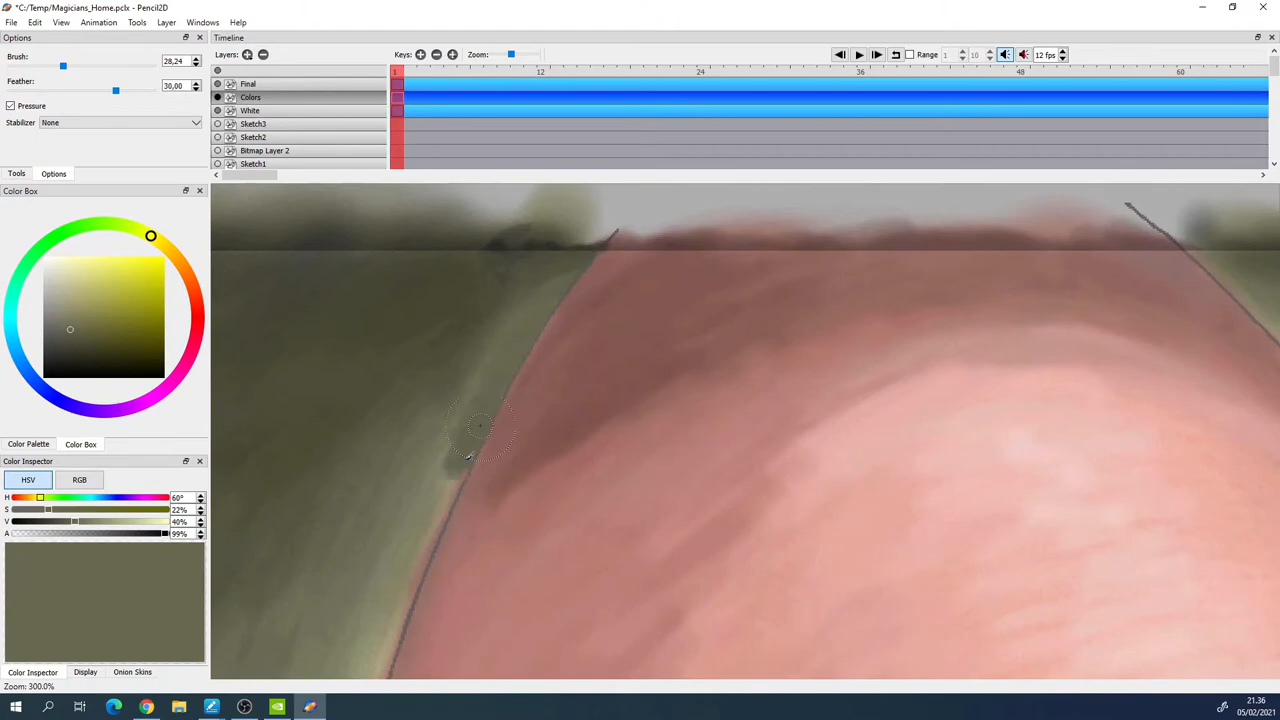 *C:/Temp/Magicians_Home.pclx - Pencil2D
File Edit View Animation Tools Layer Windows Help
Options
Brush:
28,24
Feather:
30,00
Pressure
Stabilizer None
Tools Options
Color Box
Color Palette Color Box
Color Inspector
HSV RGB
H 60°
S 22%
V 40%
A 99%
Color Inspector Display Onion Skins
Zoom: 300.0%
Timeline
Layers: Keys: Zoom: Range 1 10 12 fps
1 12 24 36 48 60
Final
Colors
White
Sketch3
Sketch2
Bitmap Layer 2
Sketch1
21.36
05/02/2021